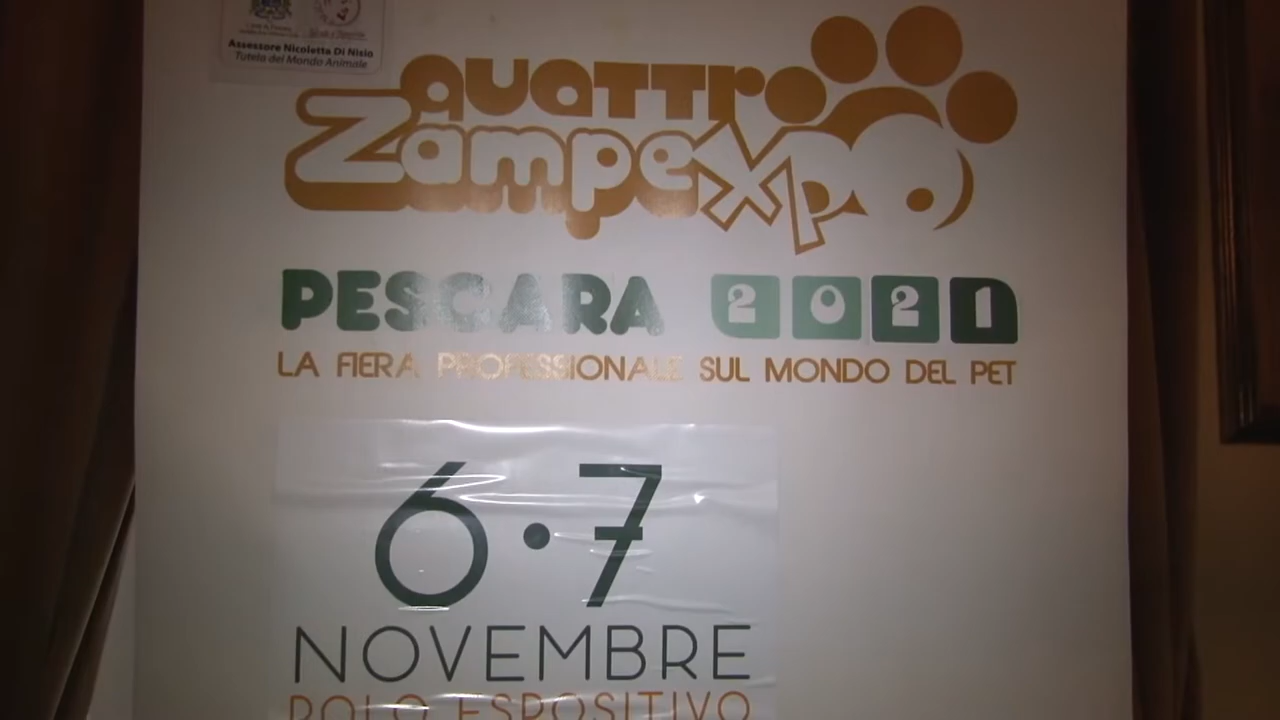 Assessore Nicoletta Di Nisio
Tutela del Mondo Animale
QUATTRO
ZAMPEXPO
PESCARA 2021
LA FIERA PROFESSIONALE SUL MONDO DEL PET
6•7
NOVEMBRE
POLO ESPOSITIVO